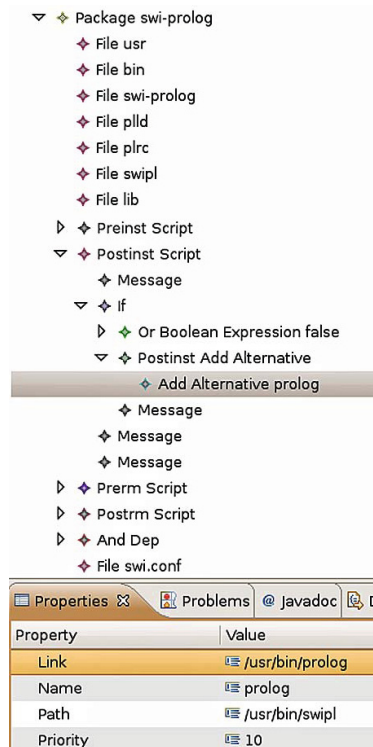 Package swi-prolog
File usr
File bin
File swi-prolog
File plld
File plrc
File swipl
File lib
Preinst Script
Postinst Script
Message
If
Or Boolean Expression false
Postinst Add Alternative
Add Alternative prolog
Message
Message
Message
Prerm Script
Postrm Script
And Dep
File swi.conf
Properties Problems @ Javadoc
Property Value
Link /usr/bin/prolog
Name prolog
Path /usr/bin/swipl
Priority 10